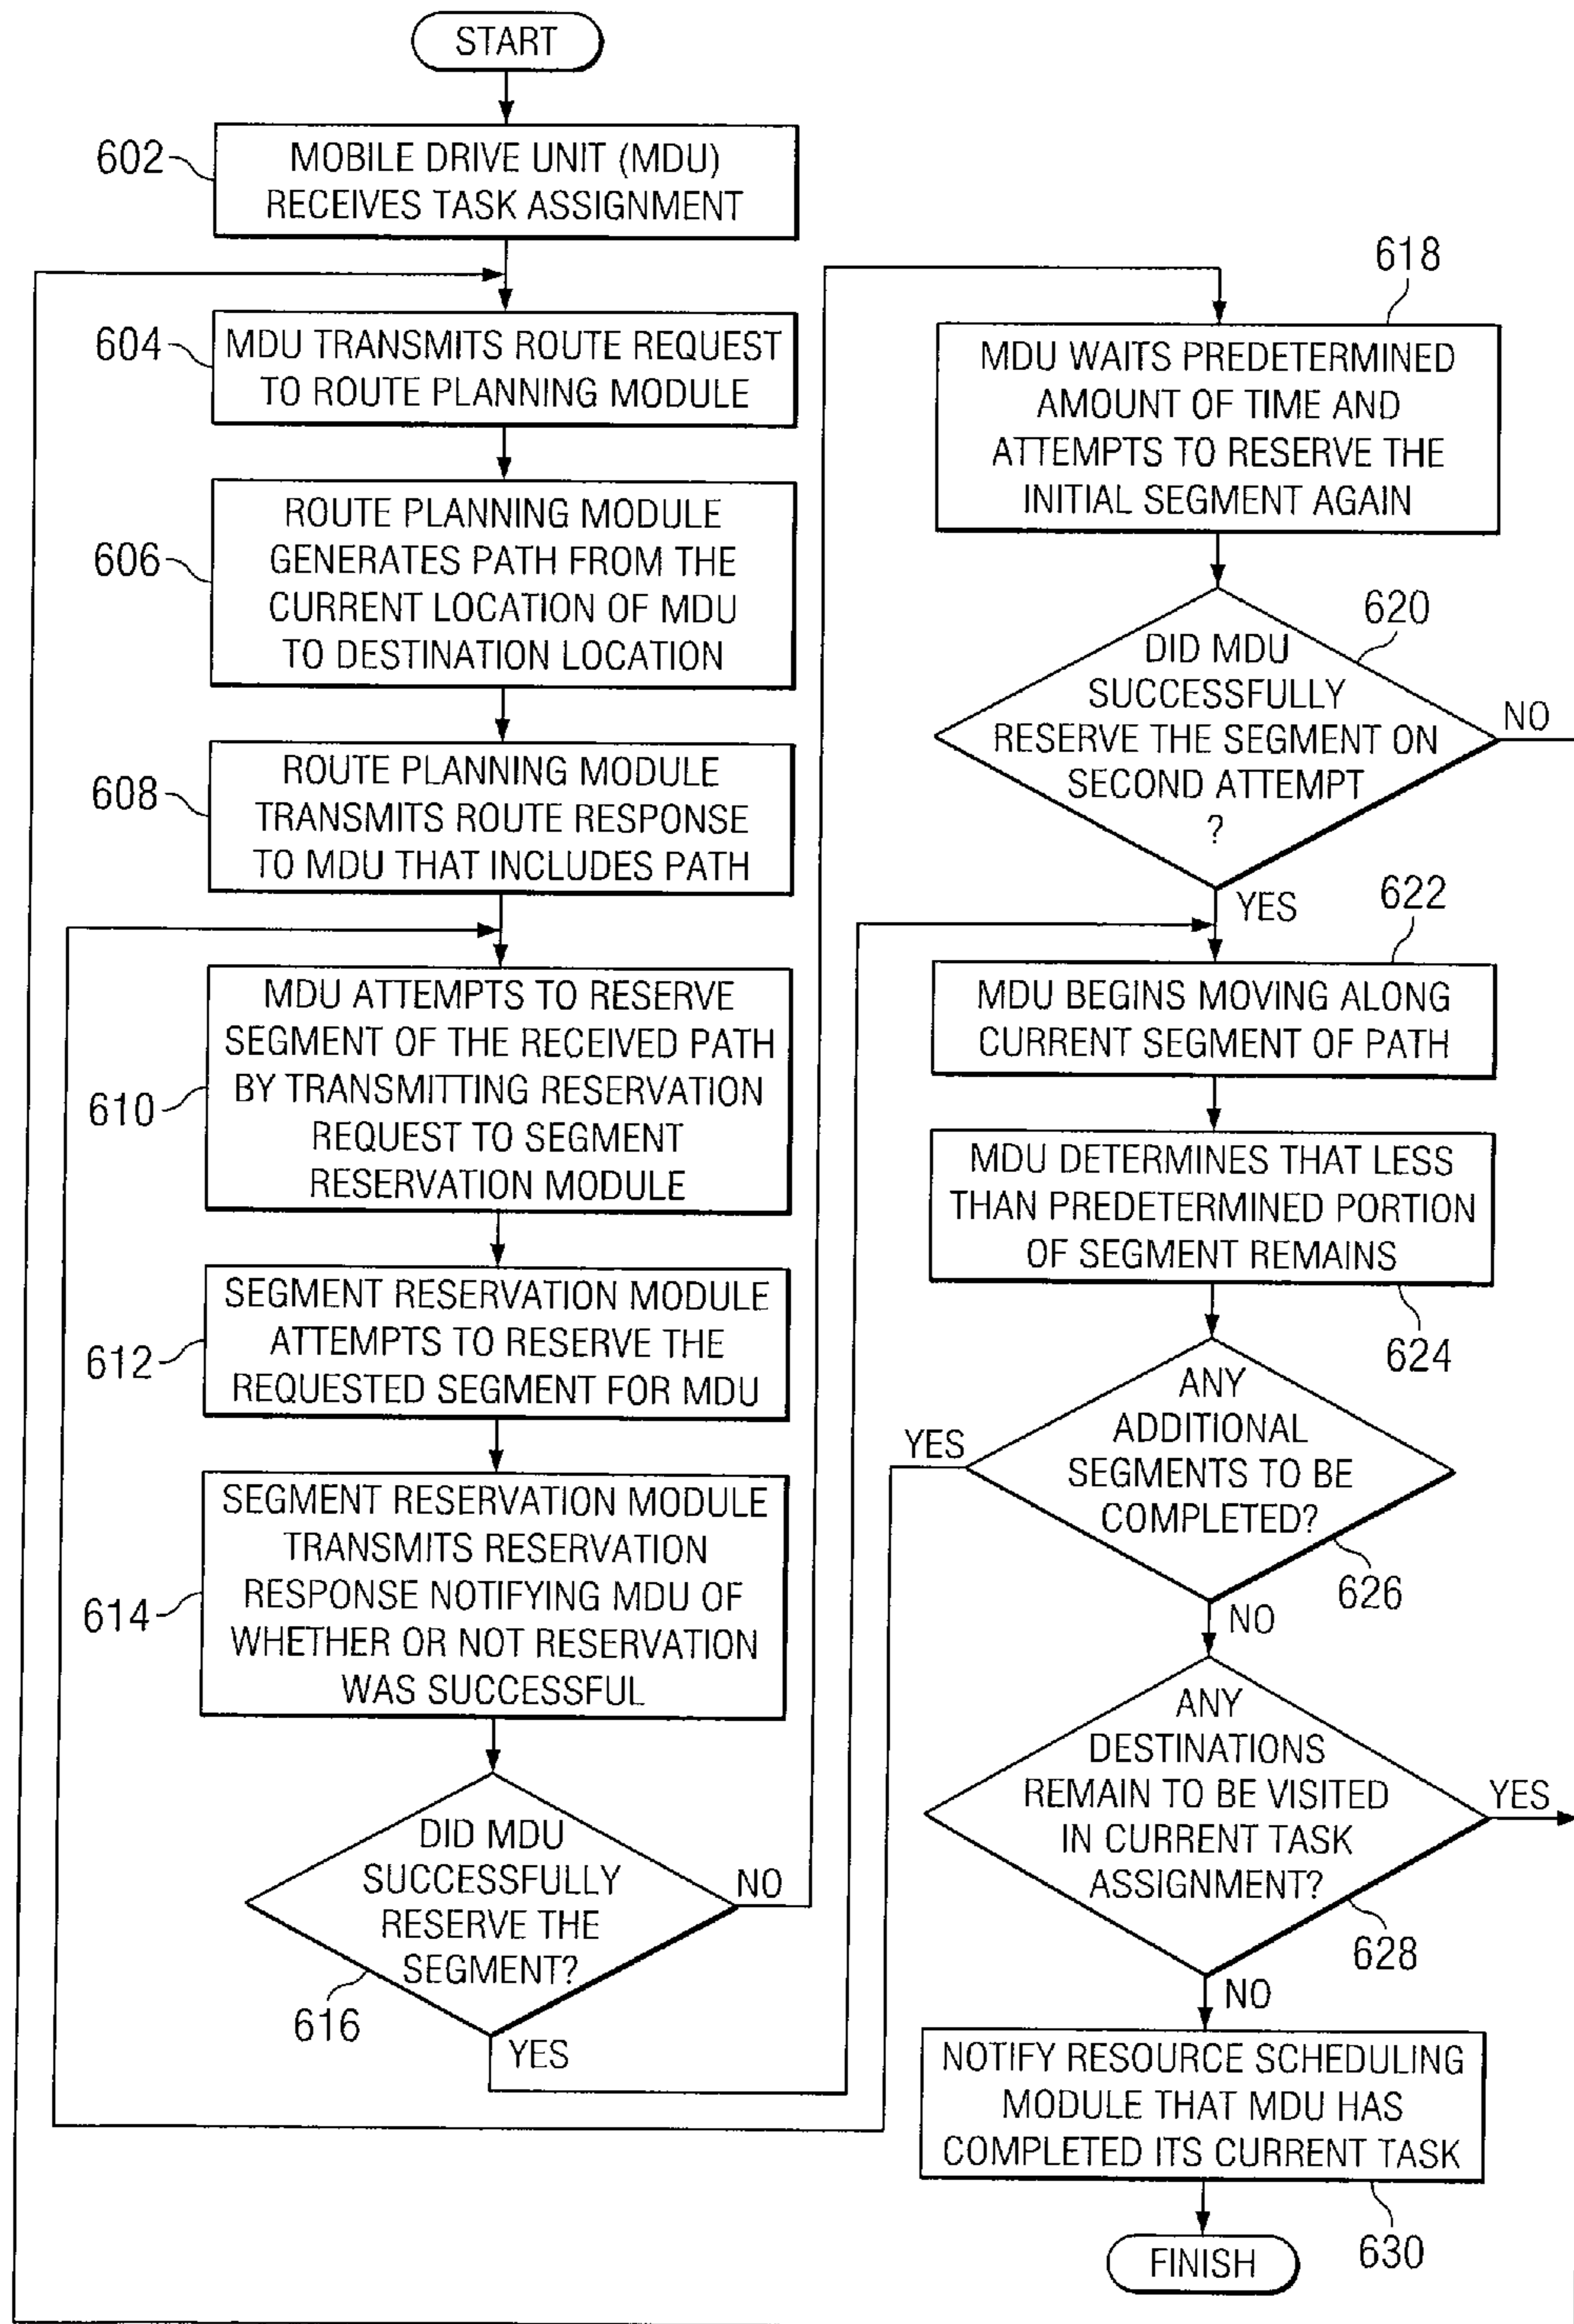 START
602
MOBILE DRIVE UNIT (MDU)
RECEIVES TASK ASSIGNMENT
604
MDU TRANSMITS ROUTE REQUEST
TO ROUTE PLANNING MODULE
606
ROUTE PLANNING MODULE
GENERATES PATH FROM THE
CURRENT LOCATION OF MDU
TO DESTINATION LOCATION
608
ROUTE PLANNING MODULE
TRANSMITS ROUTE RESPONSE
TO MDU THAT INCLUDES PATH
610
MDU ATTEMPTS TO RESERVE
SEGMENT OF THE RECEIVED PATH
BY TRANSMITTING RESERVATION
REQUEST TO SEGMENT
RESERVATION MODULE
612
SEGMENT RESERVATION MODULE
ATTEMPTS TO RESERVE THE
REQUESTED SEGMENT FOR MDU
614
SEGMENT RESERVATION MODULE
TRANSMITS RESERVATION
RESPONSE NOTIFYING MDU OF
WHETHER OR NOT RESERVATION
WAS SUCCESSFUL
DID MDU
SUCCESSFULLY
RESERVE THE
SEGMENT?
NO
616
YES
618
MDU WAITS PREDETERMINED
AMOUNT OF TIME AND
ATTEMPTS TO RESERVE THE
INITIAL SEGMENT AGAIN
620
DID MDU
SUCCESSFULLY
RESERVE THE SEGMENT ON
SECOND ATTEMPT
?
NO
YES
622
MDU BEGINS MOVING ALONG
CURRENT SEGMENT OF PATH
MDU DETERMINES THAT LESS
THAN PREDETERMINED PORTION
OF SEGMENT REMAINS
624
ANY
ADDITIONAL
SEGMENTS TO BE
COMPLETED?
YES
626
NO
ANY
DESTINATIONS
REMAIN TO BE VISITED
IN CURRENT TASK
ASSIGNMENT?
YES
628
NO
NOTIFY RESOURCE SCHEDULING
MODULE THAT MDU HAS
COMPLETED ITS CURRENT TASK
630
FINISH